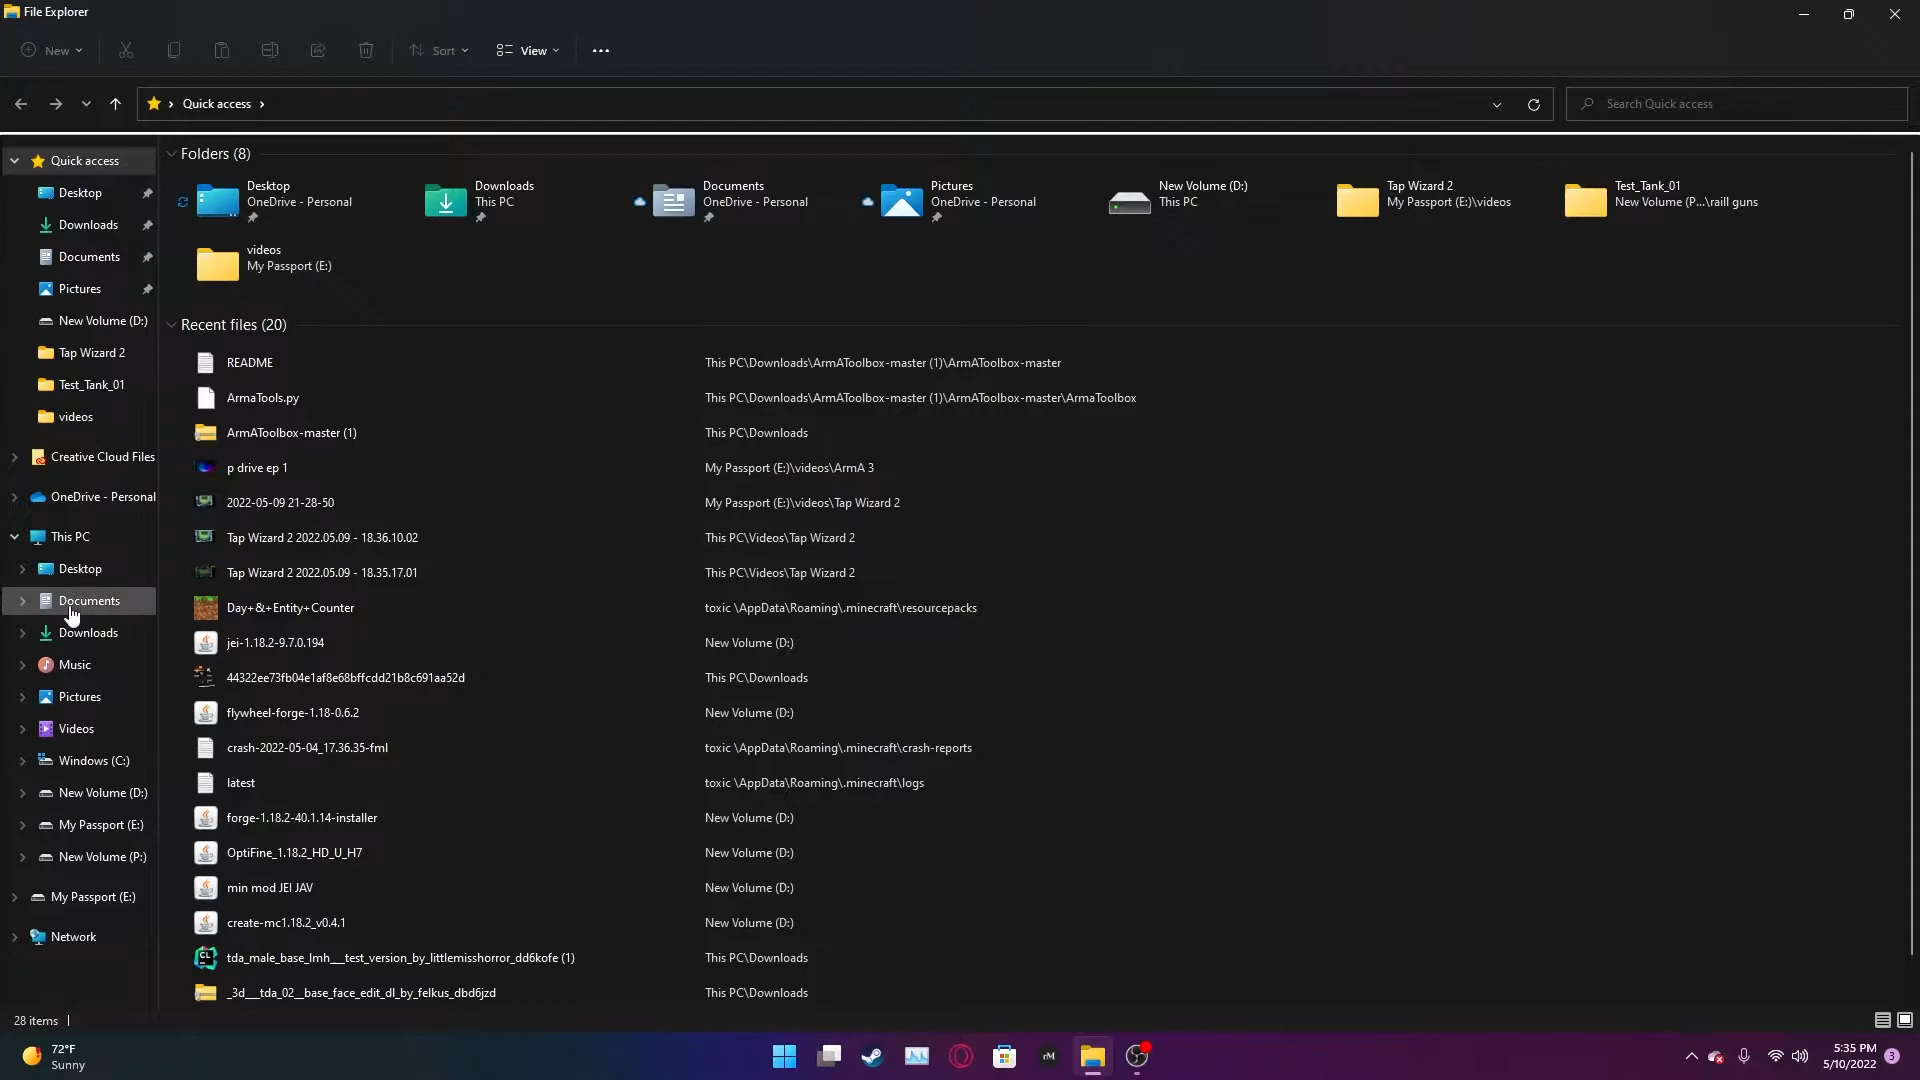 File Explorer
New
Sort
View
Quick access
Search Quick access
Quick access
Desktop
Downloads
Documents
Pictures
New Volume (D:)
Tap Wizard 2
Test_Tank_01
videos
Creative Cloud Files
OneDrive - Personal
This PC
Desktop
Documents
Downloads
Music
Pictures
Videos
Windows (C:)
New Volume (D:)
My Passport (E:)
New Volume (P:)
My Passport (E:)
Network
Folders (8)
Desktop
OneDrive - Personal
Downloads
This PC
Documents
OneDrive - Personal
Pictures
OneDrive - Personal
New Volume (D:)
This PC
Tap Wizard 2
My Passport (E:)\videos
Test_Tank_01
New Volume (P...\raill guns
videos
My Passport (E:)
Recent files (20)
README This PC\Downloads\ArmAToolbox-master (1)\ArmAToolbox-master
ArmaTools.py This PC\Downloads\ArmAToolbox-master (1)\ArmAToolbox-master\ArmaToolbox
ArmAToolbox-master (1) This PC\Downloads
p drive ep 1 My Passport (E:)\videos\ArmA 3
2022-05-09 21-28-50 My Passport (E:)\videos\Tap Wizard 2
Tap Wizard 2 2022.05.09 - 18.36.10.02 This PC\Videos\Tap Wizard 2
Tap Wizard 2 2022.05.09 - 18.35.17.01 This PC\Videos\Tap Wizard 2
Day+&+Entity+Counter toxic \AppData\Roaming\.minecraft\resourcepacks
jei-1.18.2-9.7.0.194 New Volume (D:)
44322ee73fb04e1af8e68bffcdd21b8c691aa52d This PC\Downloads
flywheel-forge-1.18-0.6.2 New Volume (D:)
crash-2022-05-04_17.36.35-fml toxic \AppData\Roaming\.minecraft\crash-reports
latest toxic \AppData\Roaming\.minecraft\logs
forge-1.18.2-40.1.14-installer New Volume (D:)
OptiFine_1.18.2_HD_U_H7 New Volume (D:)
min mod JEI JAV New Volume (D:)
create-mc1.18.2_v0.4.1 New Volume (D:)
tda_male_base_lmh__test_version_by_littlemisshorror_dd6kofe (1) This PC\Downloads
_3d__tda_02__base_face_edit_dl_by_felkus_dbd6jzd This PC\Downloads
28 items
72°F
Sunny
rM
5:35 PM
5/10/2022
3